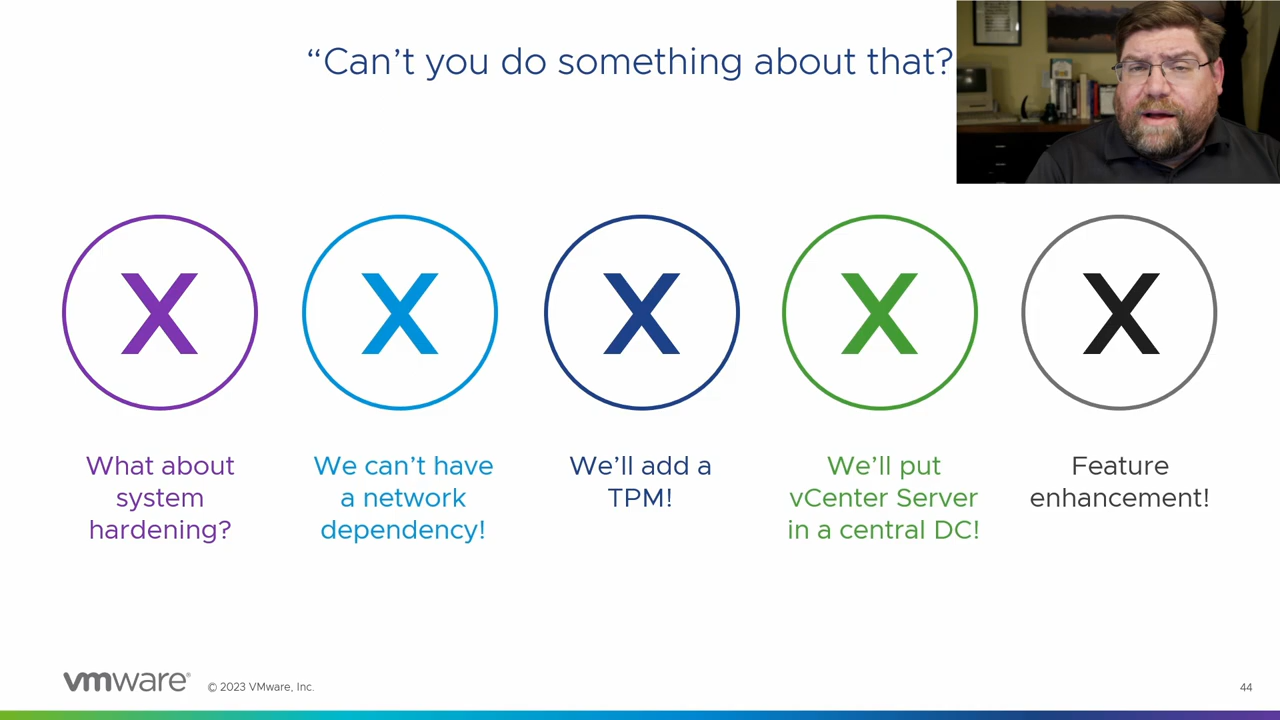 “Can’t you do something about that?
X
X
X
X
X
What about
system
hardening?
We can’t have
a network
dependency!
We’ll add a
TPM!
We’ll put
vCenter Server
in a central DC!
Feature
enhancement!
vmware®
© 2023 VMware, Inc.
44